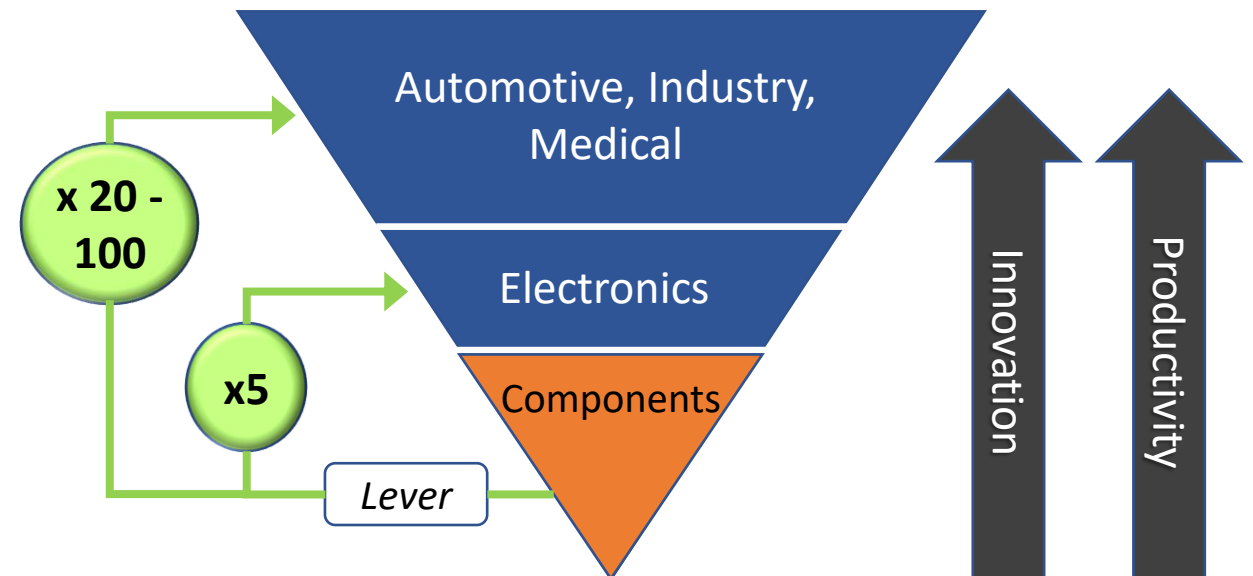 Automotive, Industry,
Medical
x 20 -
100
Electronics
x5
Components
Lever
Innovation
Productivity